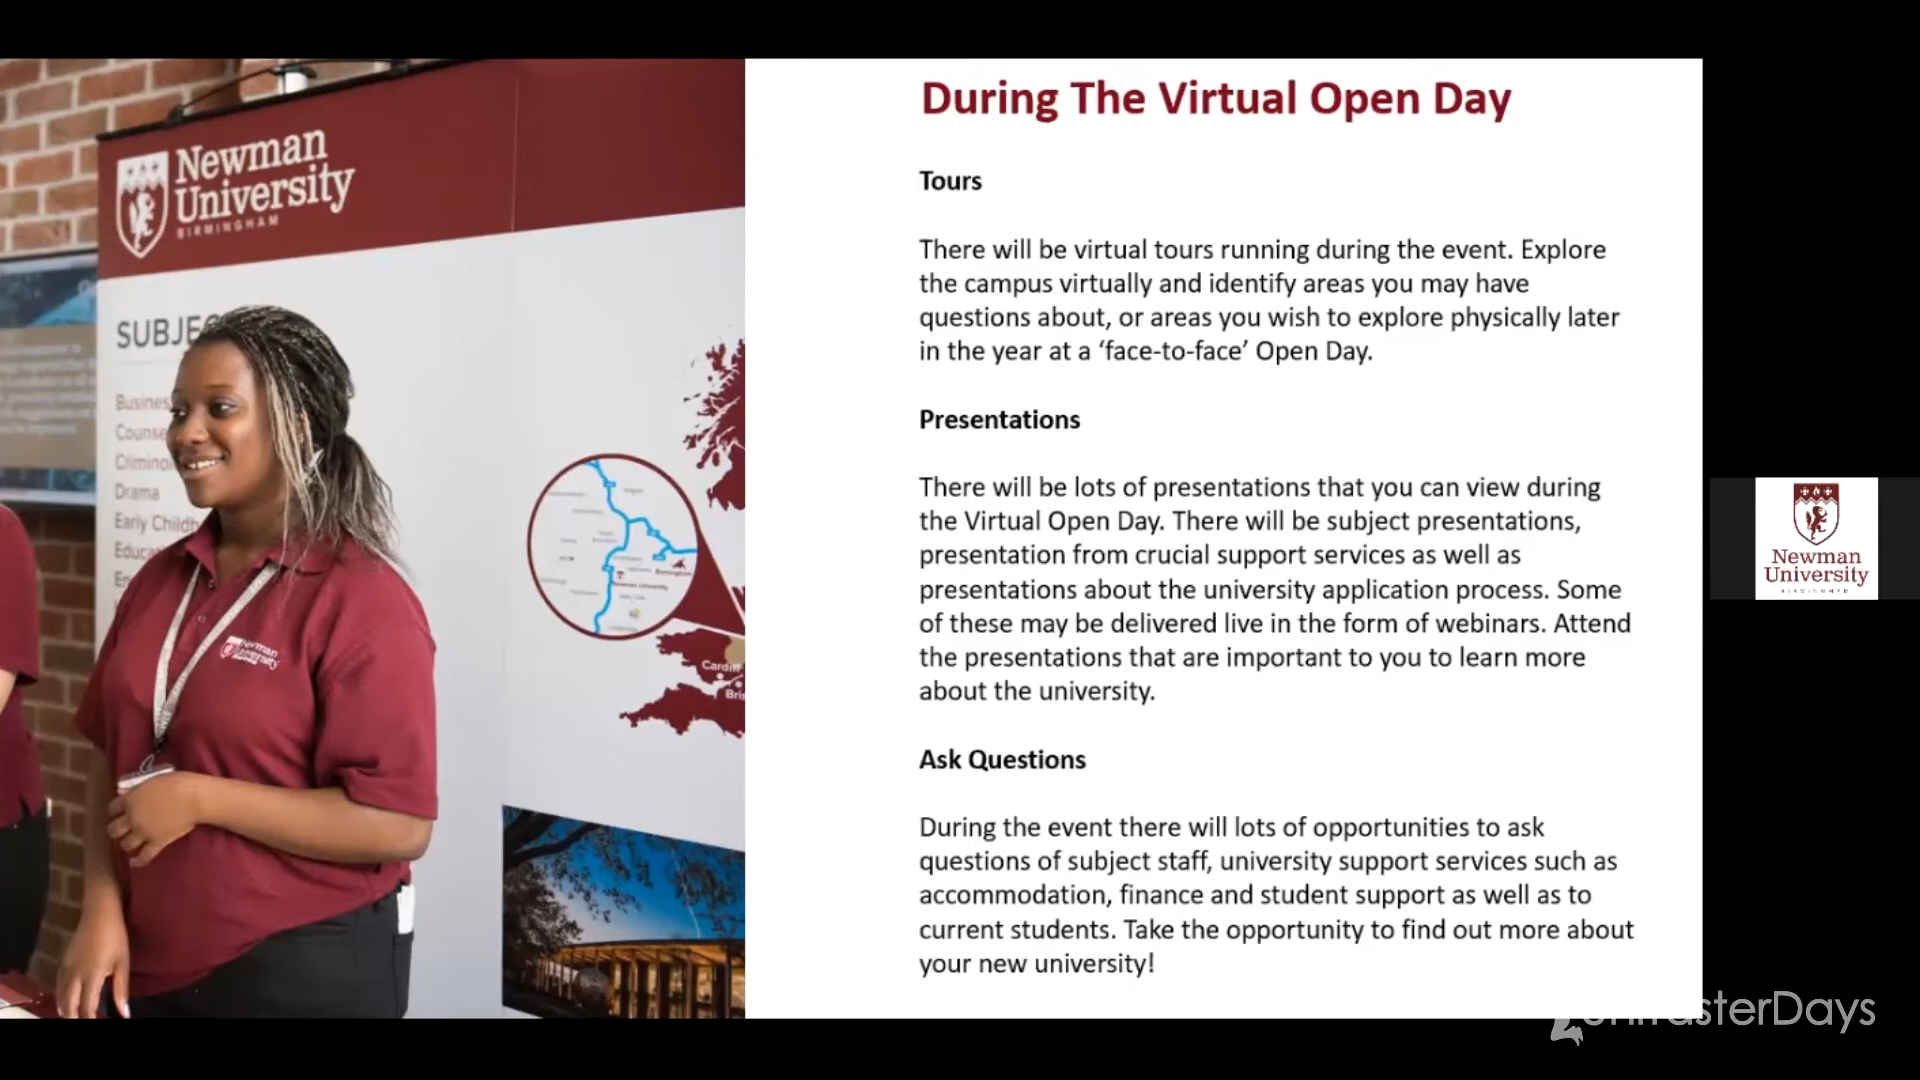 During The Virtual Open Day
Tours
There will be virtual tours running during the event. Explore
the campus virtually and identify areas you may have
questions about, or areas you wish to explore physically later
in the year at a ‘face-to-face’ Open Day.
Presentations
There will be lots of presentations that you can view during
the Virtual Open Day. There will be subject presentations,
presentation from crucial support services as well as
presentations about the university application process. Some
of these may be delivered live in the form of webinars. Attend
the presentations that are important to you to learn more
about the university.
Ask Questions
During the event there will lots of opportunities to ask
questions of subject staff, university support services such as
accommodation, finance and student support as well as to
current students. Take the opportunity to find out more about
your new university!
Newman
University
BIRMINGHAM
SUBJE
Busines
Counse
Crimino
Drama
Early Childh
Educa
Newman
University
Cardiff
Bris
Newman
University
BIRMINGHAM
sterDays